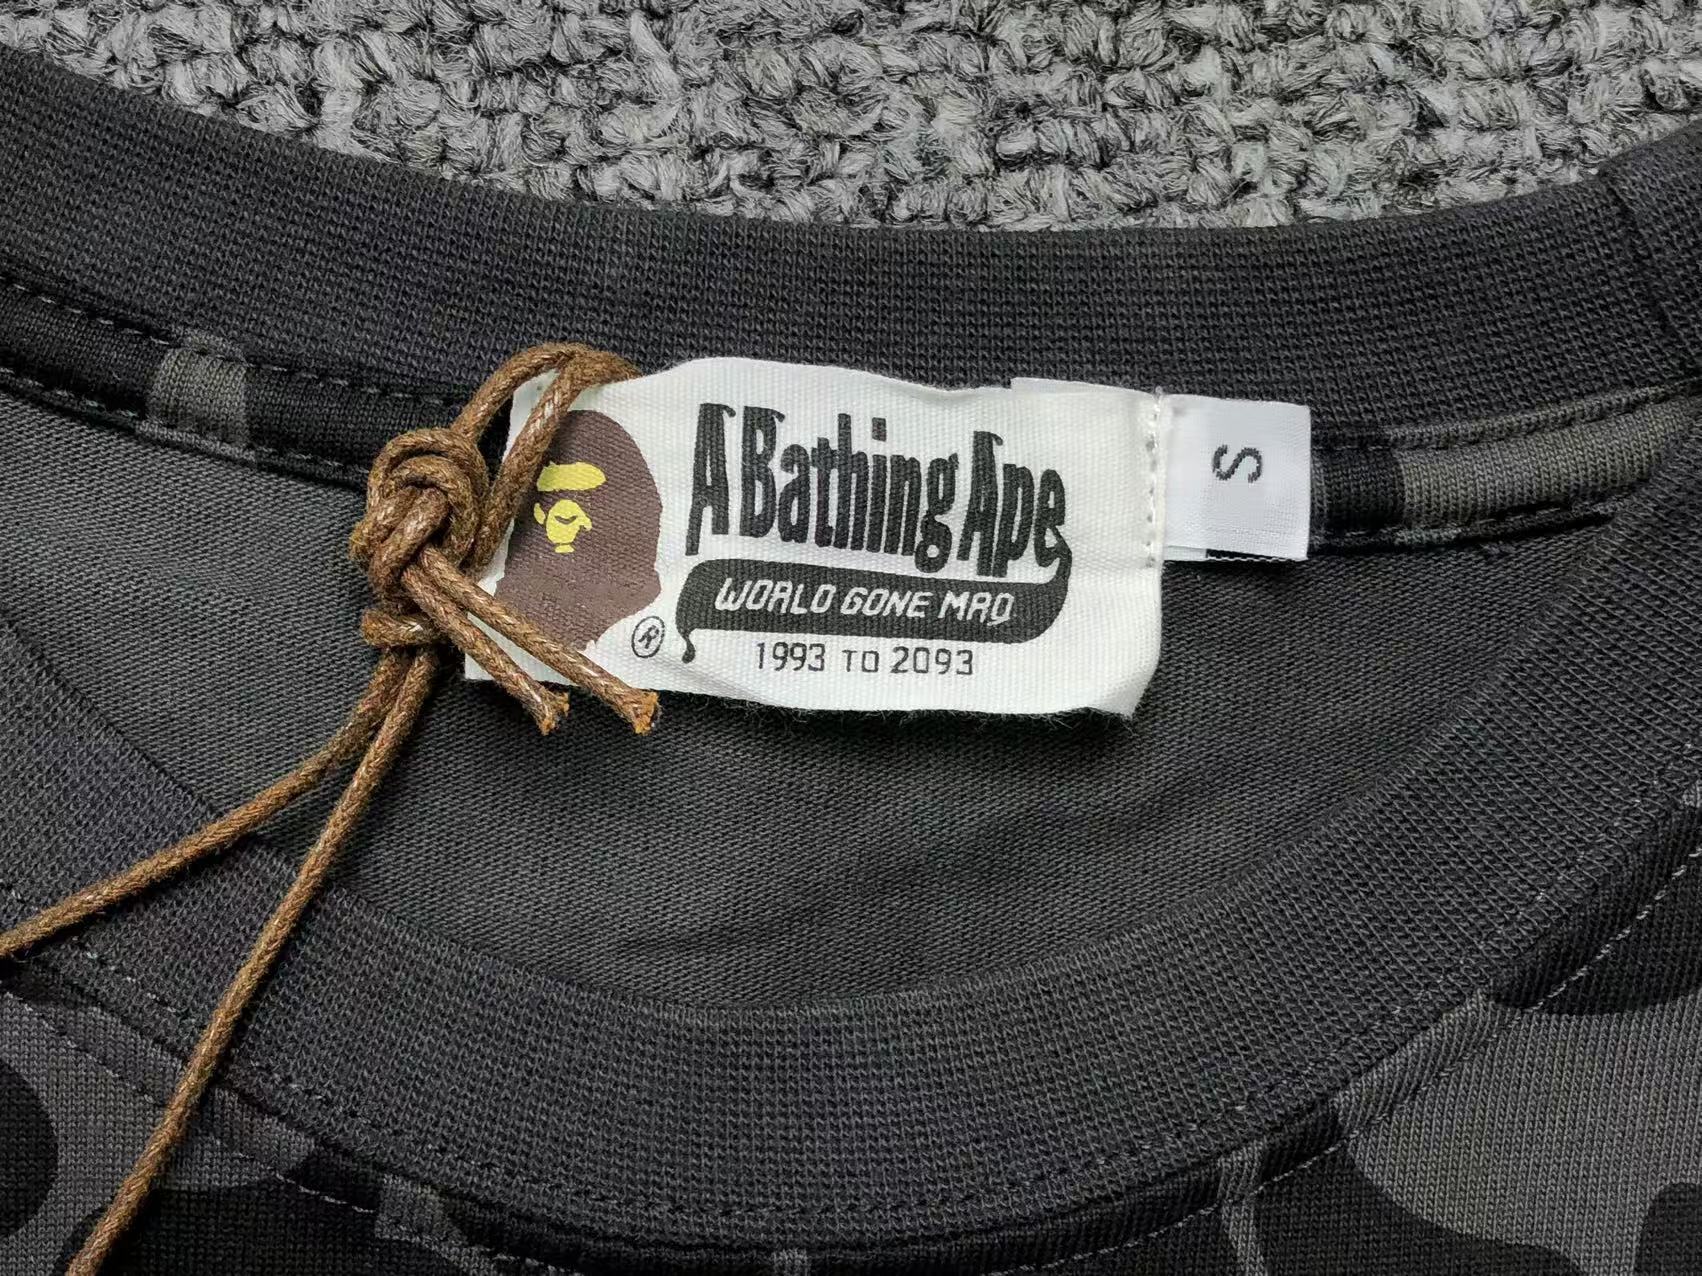 A Bathing Ape
WORLD GONE MAD
®
1993 TO 2093
S